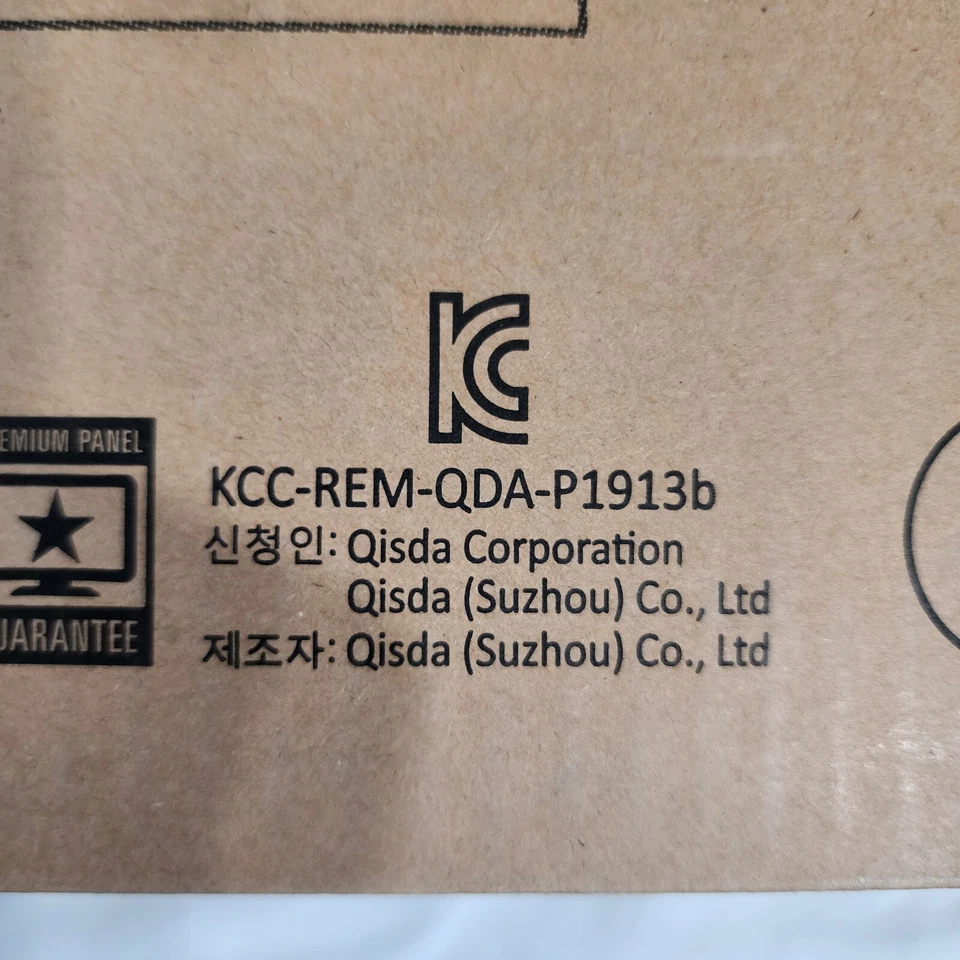 KC
EMIUM PANEL
UARANTEE
KCC-REM-QDA-P1913b
신청인: Qisda Corporation
Qisda (Suzhou) Co., Ltd
제조자: Qisda (Suzhou) Co., Ltd